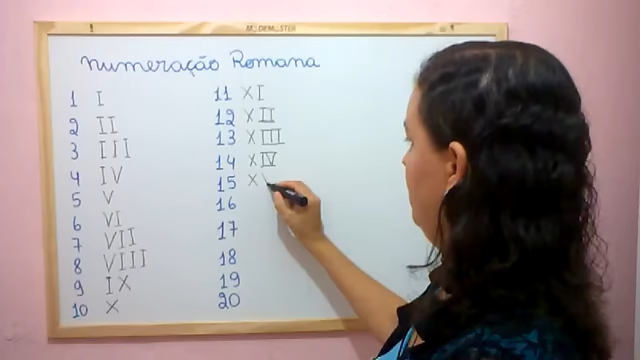 MODEMASTER
Numeração Romana
1 I
2 II
3 III
4 IV
5 V
6 VI
7 VII
8 VIII
9 IX
10 X
11 XI
12 XII
13 XIII
14 XIV
15 X
16
17
18
19
20